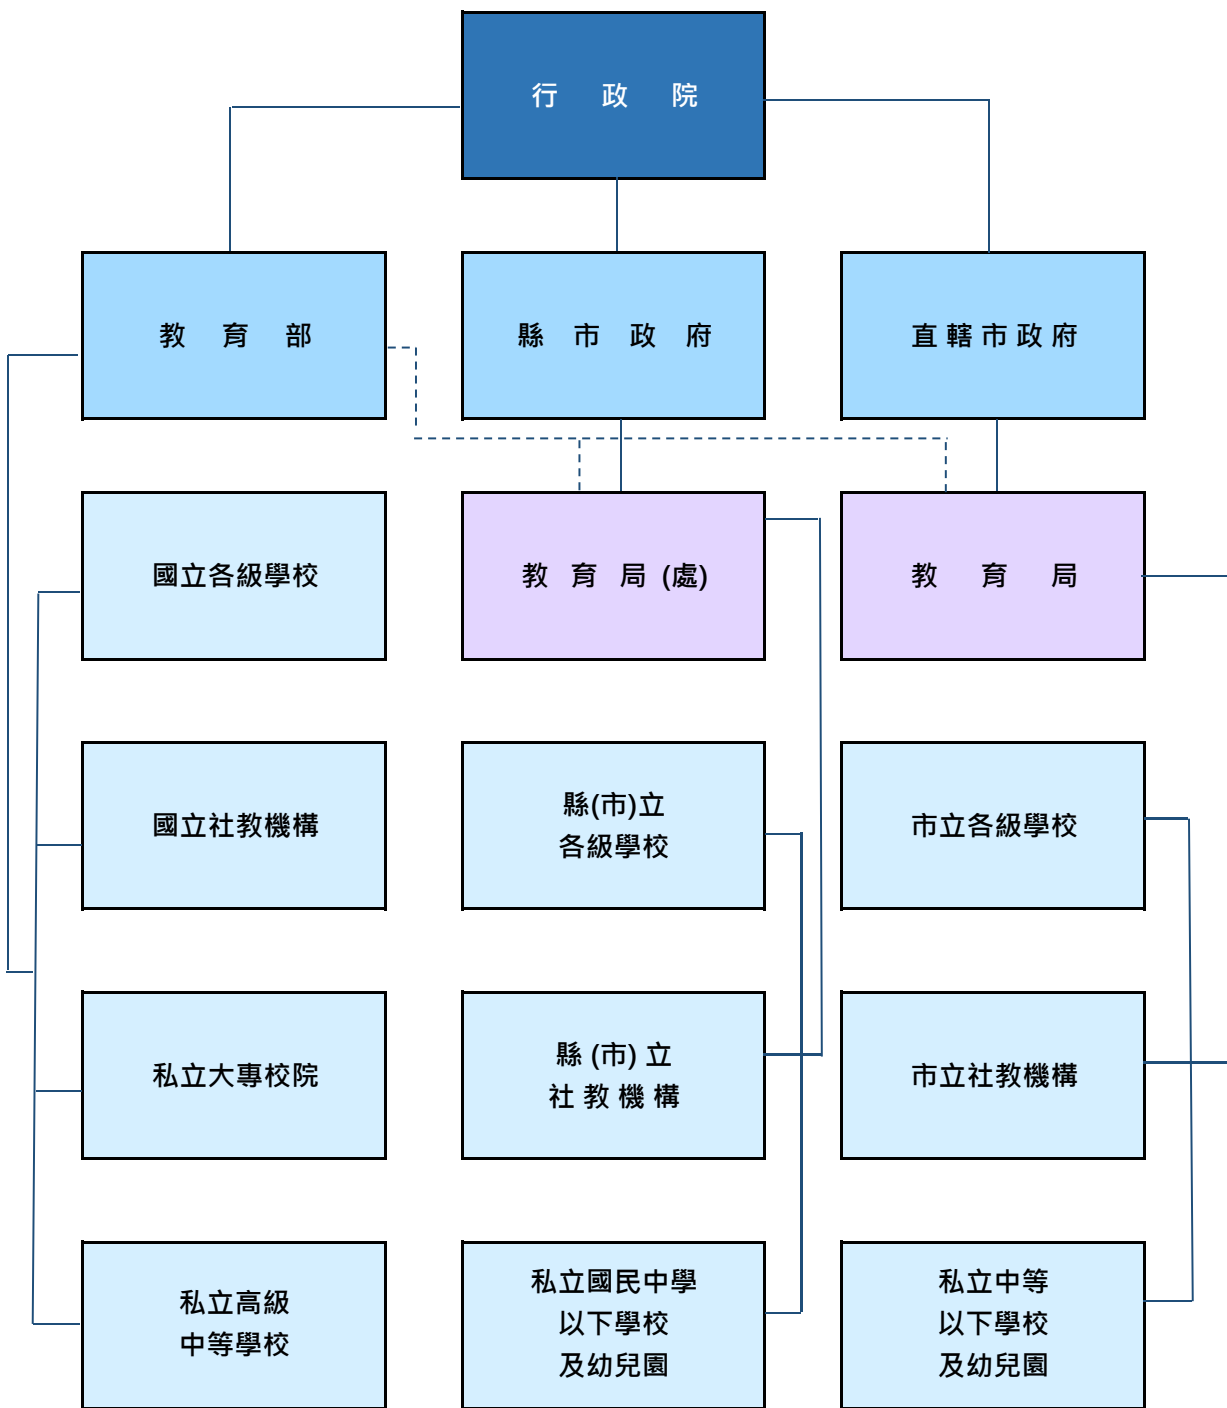 行政院
教育部
縣市政府
直轄市政府
國立各級學校
教育局(處)
教育局
國立社教機構
縣(市)立
各級學校
市立各級學校
私立大專校院
縣(市)立
社教機構
市立社教機構
私立高級
中等學校
私立國民中學
以下學校
及幼兒園
私立中等
以下學校
及幼兒園